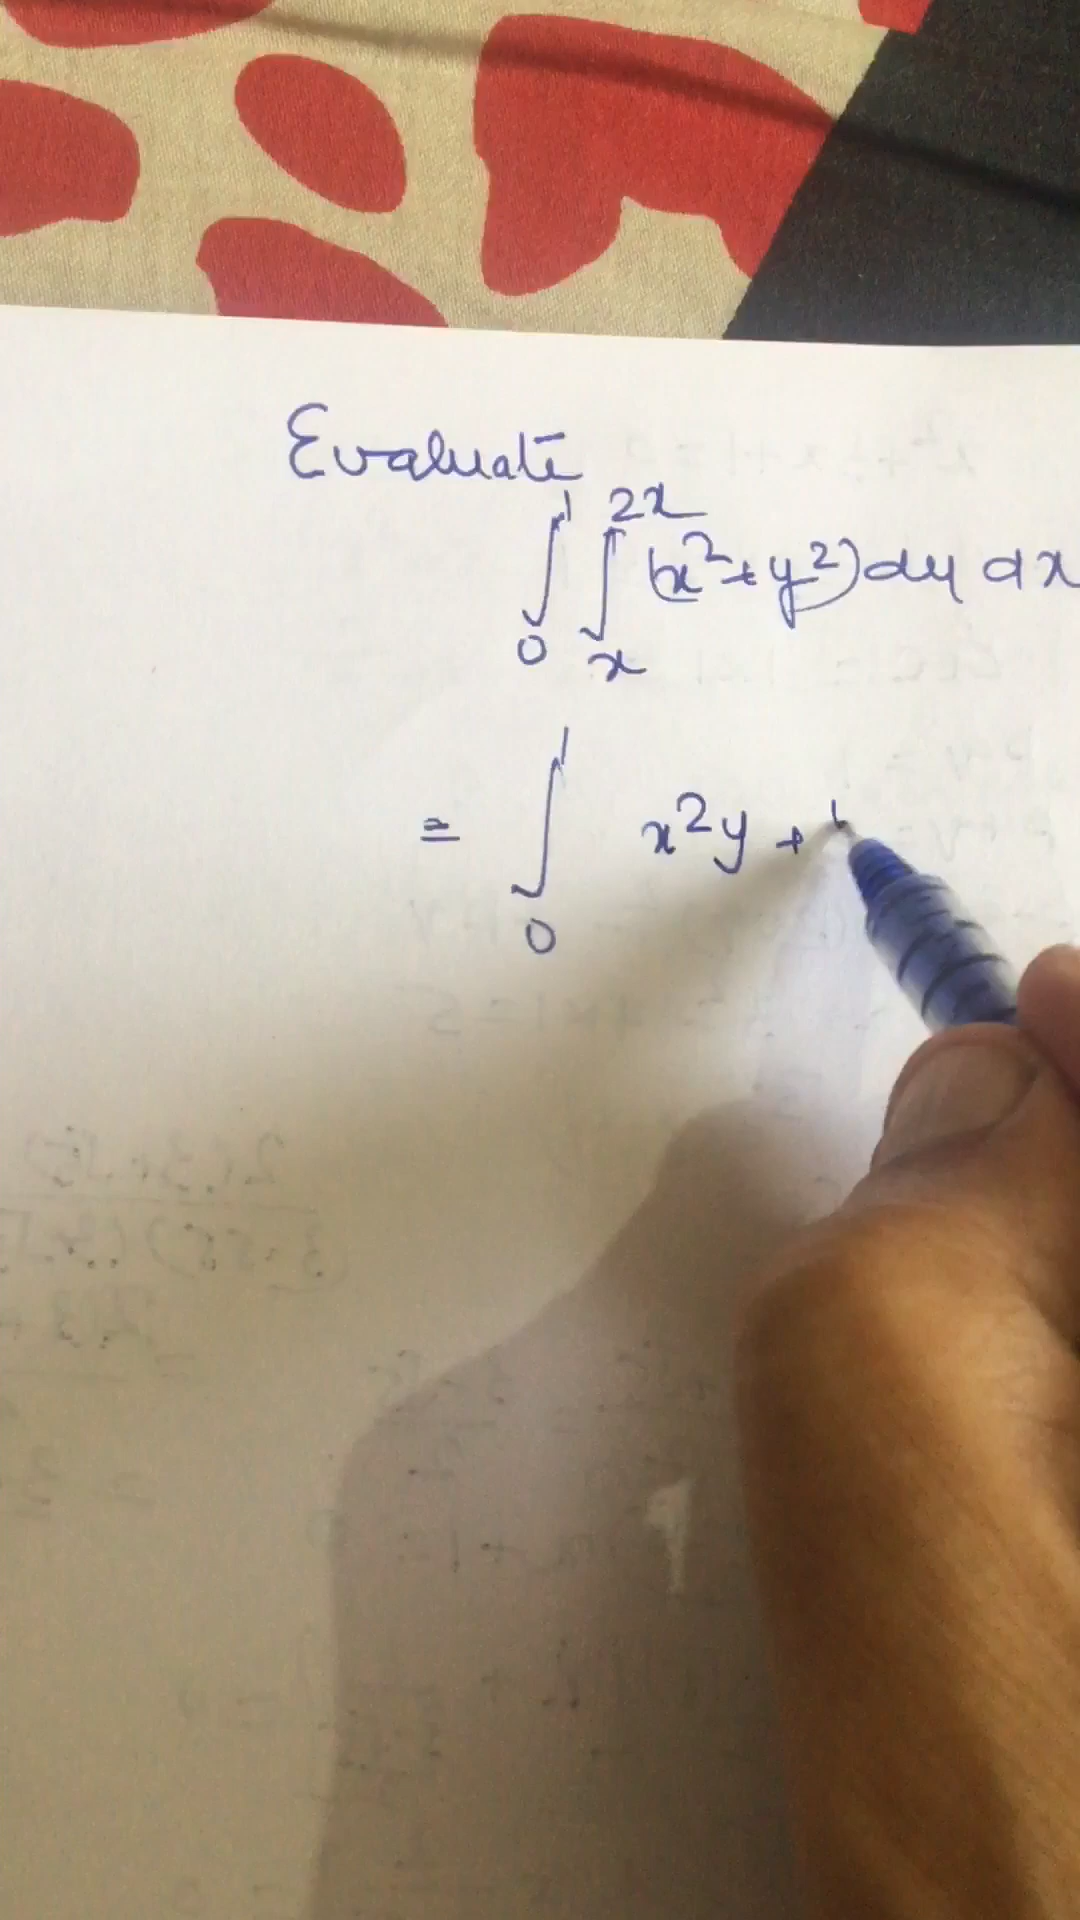 Evaluate
∫₀¹ ∫ₓ²ˣ (x²+y²) dy dx
= ∫₀¹ x²y +